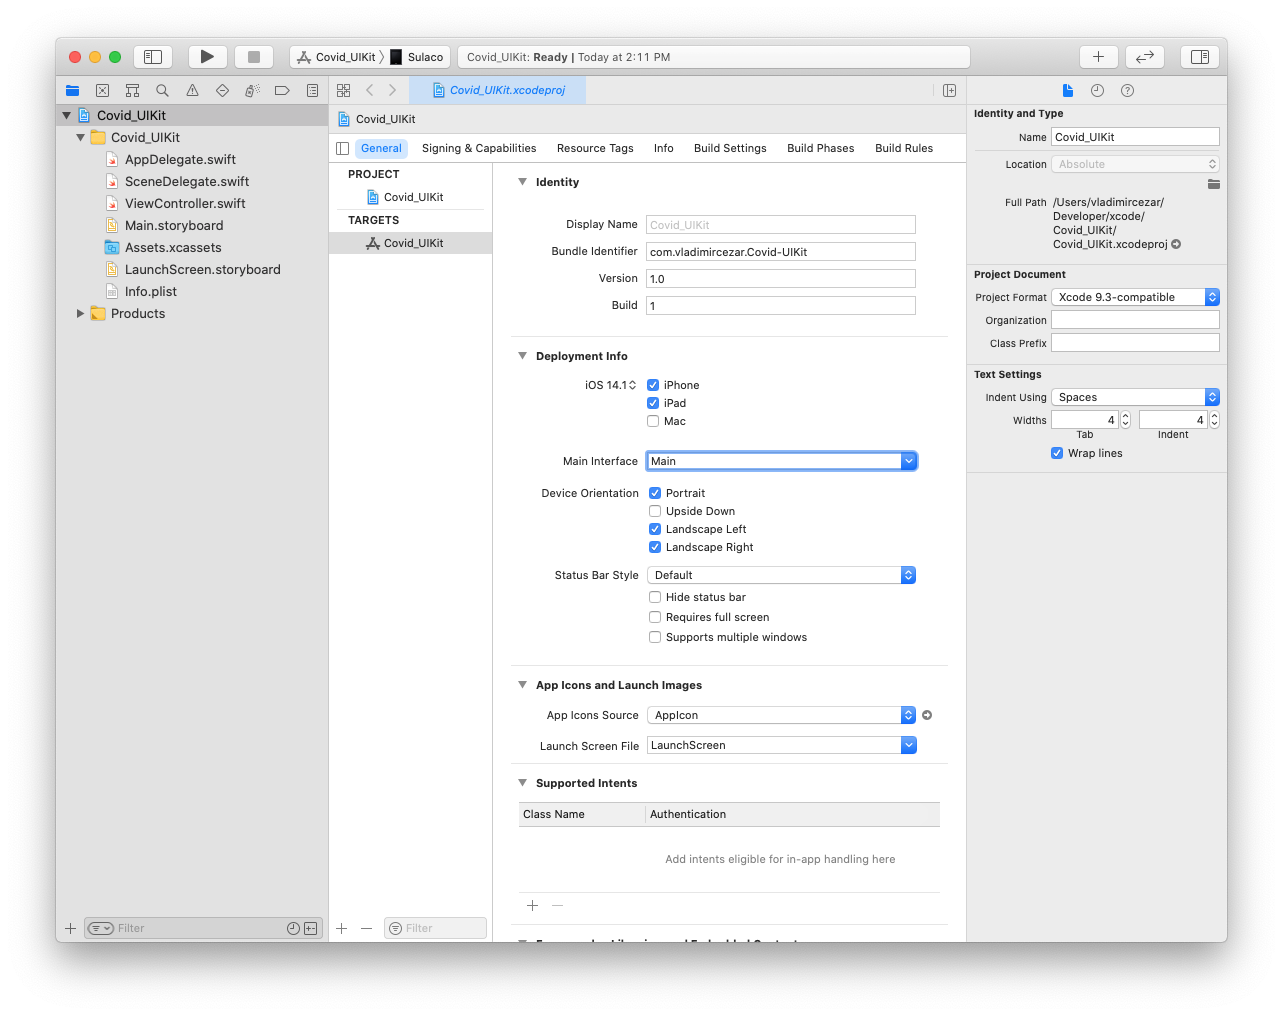 Covid_UIKit
Sulaco
Covid_UIKit: Ready | Today at 2:11 PM
Covid_UIKit.xcodeproj
Covid_UIKit
Covid_UIKit
AppDelegate.swift
SceneDelegate.swift
ViewController.swift
Main.storyboard
Assets.xcassets
LaunchScreen.storyboard
Info.plist
Products
Filter
Covid_UIKit
General
Signing & Capabilities
Resource Tags
Info
Build Settings
Build Phases
Build Rules
PROJECT
Covid_UIKit
TARGETS
Covid_UIKit
Filter
Identity
Display Name
Covid_UIKit
Bundle Identifier
com.vladimircezar.Covid-UIKit
Version
1.0
Build
1
Deployment Info
iOS 14.1
iPhone
iPad
Mac
Main Interface
Main
Device Orientation
Portrait
Upside Down
Landscape Left
Landscape Right
Status Bar Style
Default
Hide status bar
Requires full screen
Supports multiple windows
App Icons and Launch Images
App Icons Source
AppIcon
Launch Screen File
LaunchScreen
Supported Intents
Class Name
Authentication
Add intents eligible for in-app handling here
Identity and Type
Name
Covid_UIKit
Location
Absolute
Full Path
/Users/vladimircezar/
Developer/xcode/
Covid_UIKit/
Covid_UIKit.xcodeproj
Project Document
Project Format
Xcode 9.3-compatible
Organization
Class Prefix
Text Settings
Indent Using
Spaces
Widths
4
4
Tab
Indent
Wrap lines